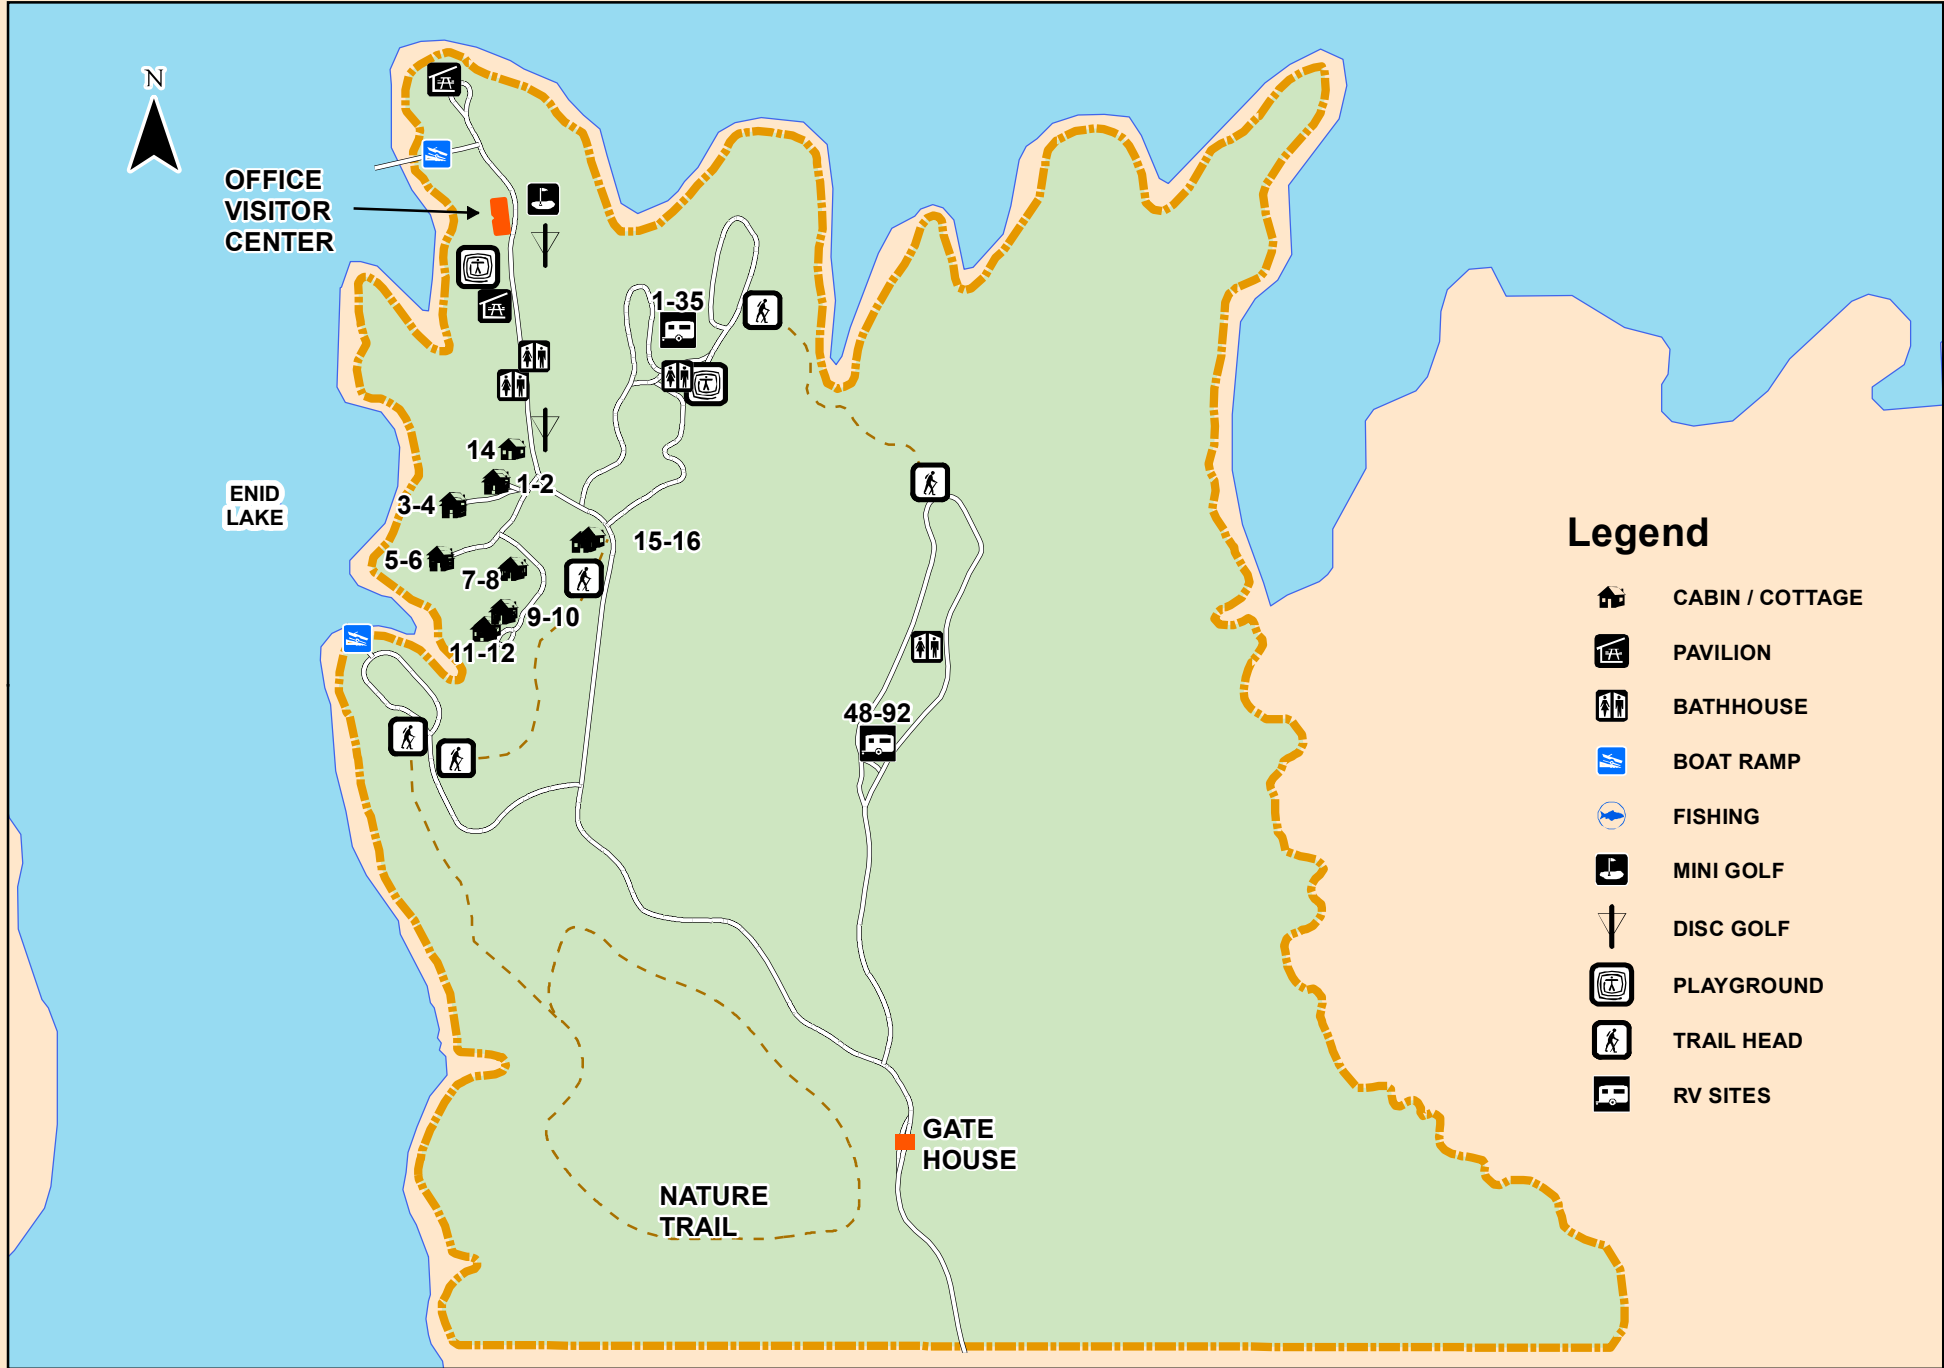 N
OFFICE
VISITOR
CENTER
1-35
14
1-2
3-4
ENID
LAKE
15-16
5-6
7-8
9-10
11-12
48-92
GATE
HOUSE
NATURE
TRAIL
Legend
CABIN / COTTAGE
PAVILION
BATHHOUSE
BOAT RAMP
FISHING
MINI GOLF
DISC GOLF
PLAYGROUND
TRAIL HEAD
RV SITES